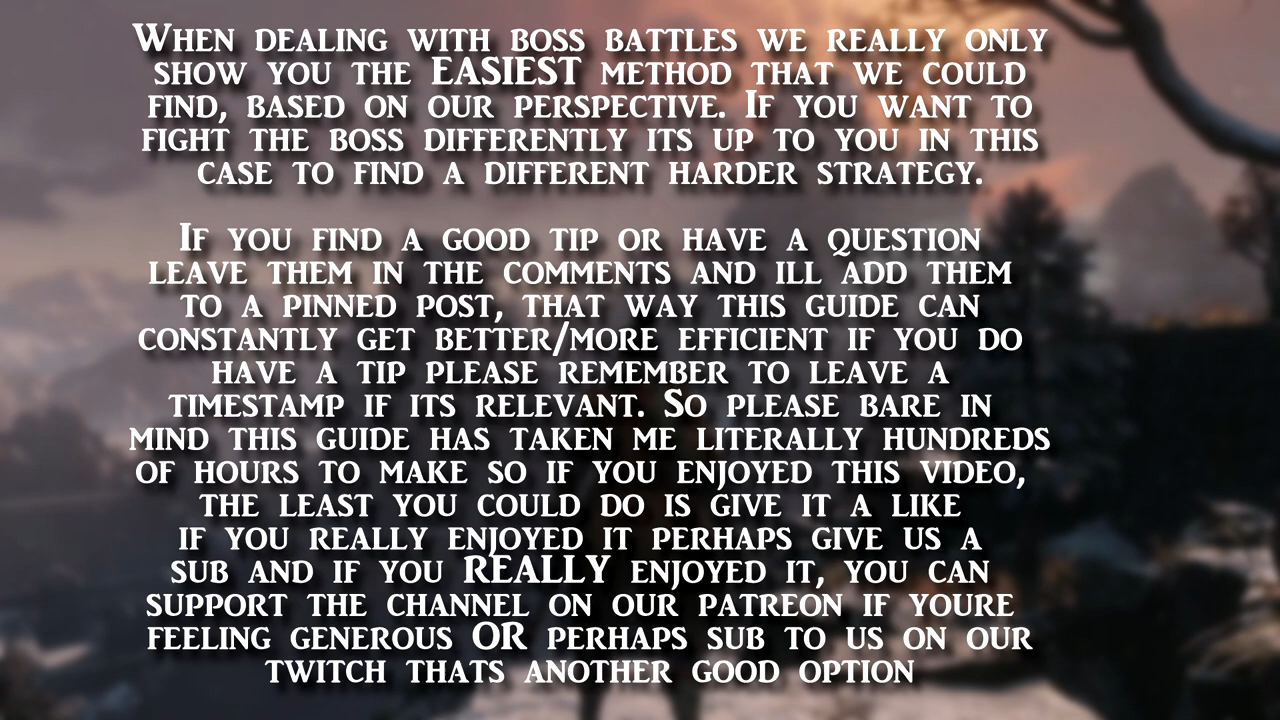 When dealing with boss battles we really only
show you the EASIEST method that we could
find, based on our perspective. If you want to
fight the boss differently its up to you in this
case to find a different harder strategy.
If you find a good tip or have a question
leave them in the comments and ill add them
to a pinned post, that way this guide can
constantly get better/more efficient if you do
have a tip please remember to leave a
timestamp if its relevant. So please bare in
mind this guide has taken me literally hundreds
of hours to make so if you enjoyed this video,
the least you could do is give it a like
if you really enjoyed it perhaps give us a
sub and if you REALLY enjoyed it, you can
support the channel on our patreon if youre
feeling generous OR perhaps sub to us on our
twitch thats another good option